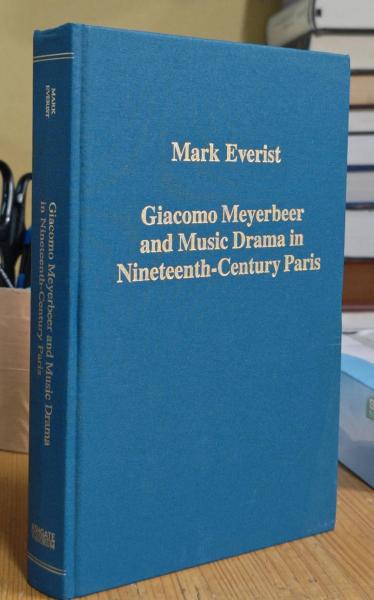 Mark Everist
Giacomo Meyerbeer
and Music Drama in
Nineteenth-Century Paris
MARK
EVERIST
Giacomo Meyerbeer and Music Drama
in Nineteenth-Century Paris
ASHGATE
VARIORUM